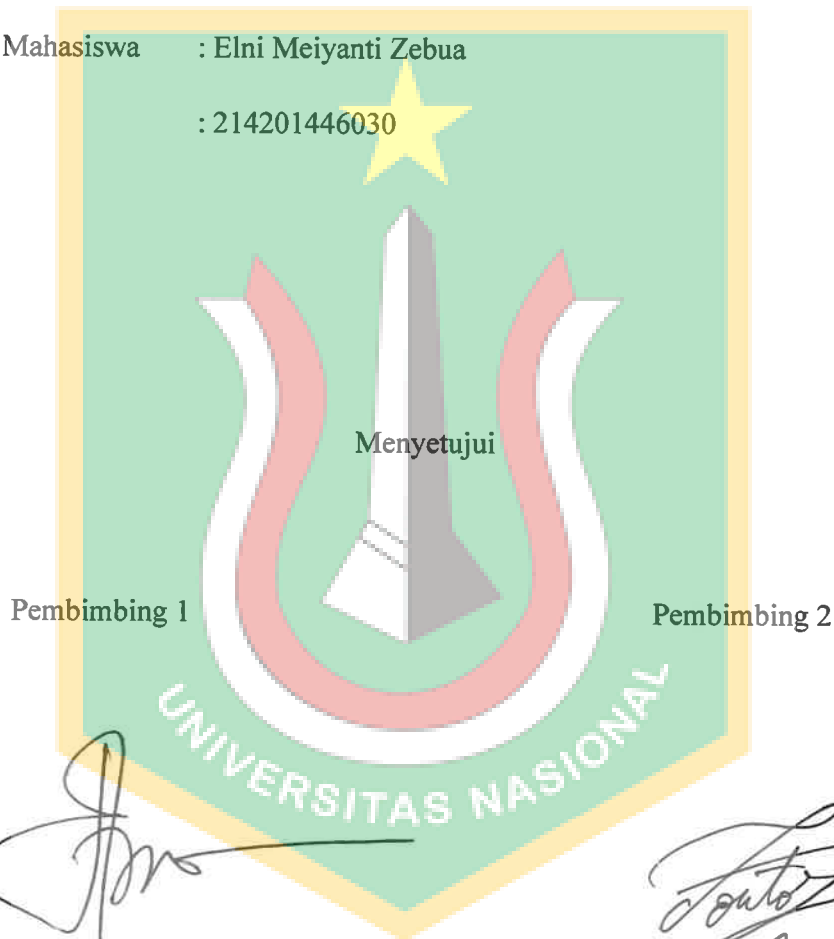 Mahasiswa : Elni Meiyanti Zebua
: 214201446030
Menyetujui
Pembimbing 1 Pembimbing 2
UNIVERSITAS NASIONAL